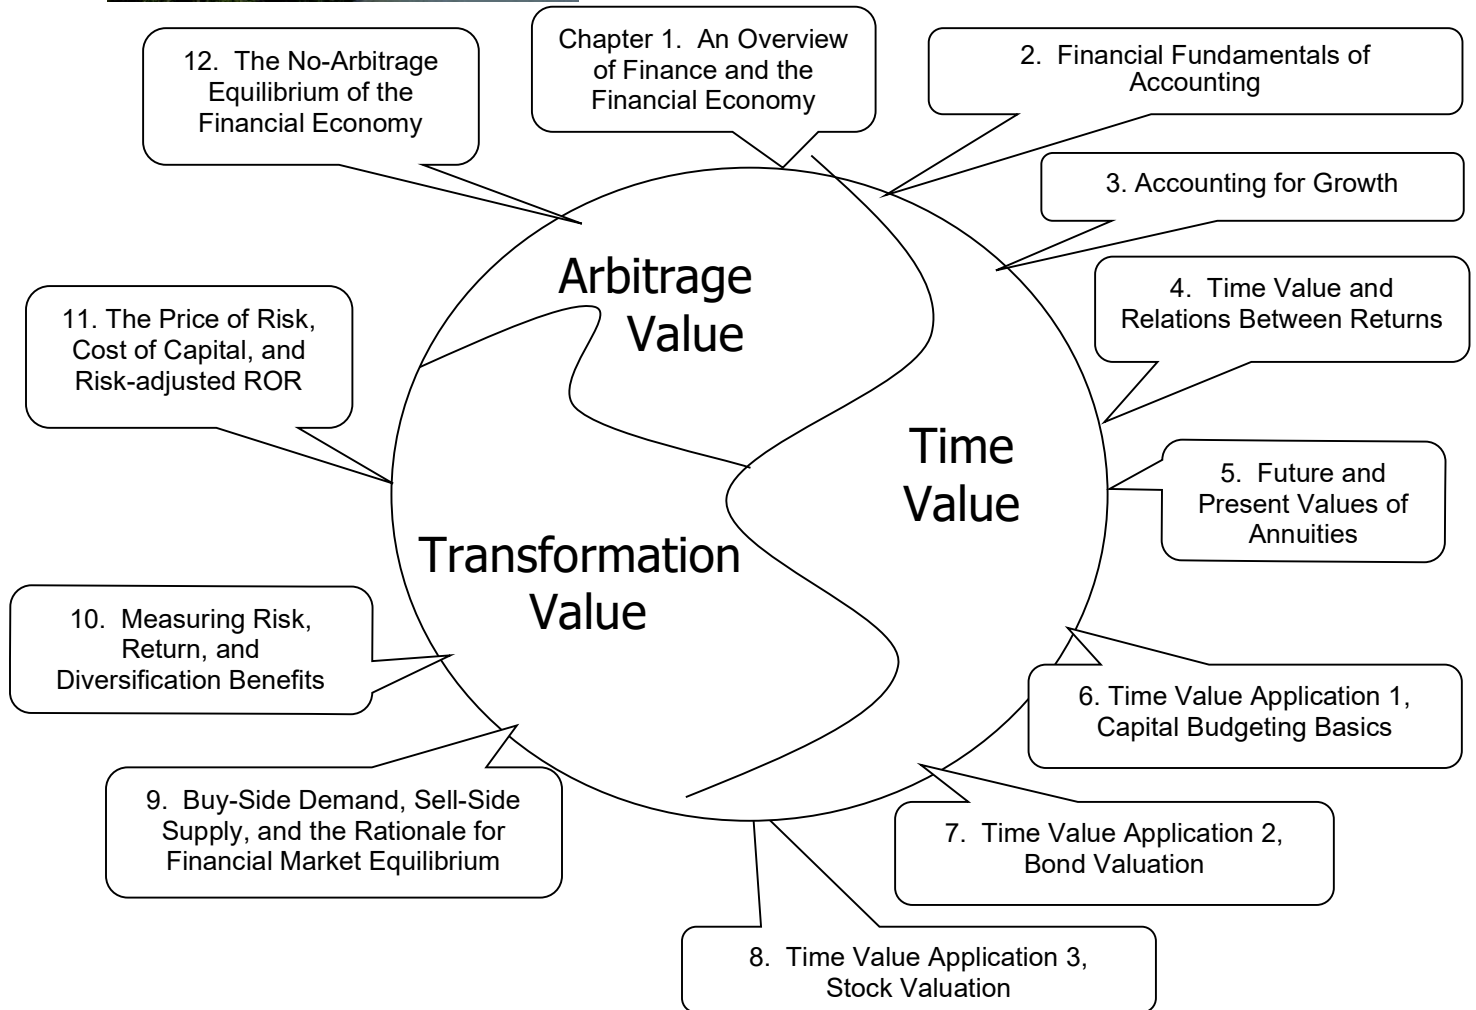 Chapter 1. An Overview
of Finance and the
Financial Economy
2. Financial Fundamentals of
Accounting
3. Accounting for Growth
4. Time Value and
Relations Between Returns
5. Future and
Present Values of
Annuities
6. Time Value Application 1,
Capital Budgeting Basics
7. Time Value Application 2,
Bond Valuation
8. Time Value Application 3,
Stock Valuation
9. Buy-Side Demand, Sell-Side
Supply, and the Rationale for
Financial Market Equilibrium
10. Measuring Risk,
Return, and
Diversification Benefits
11. The Price of Risk,
Cost of Capital, and
Risk-adjusted ROR
12. The No-Arbitrage
Equilibrium of the
Financial Economy
Arbitrage
Value
Time
Value
Transformation
Value